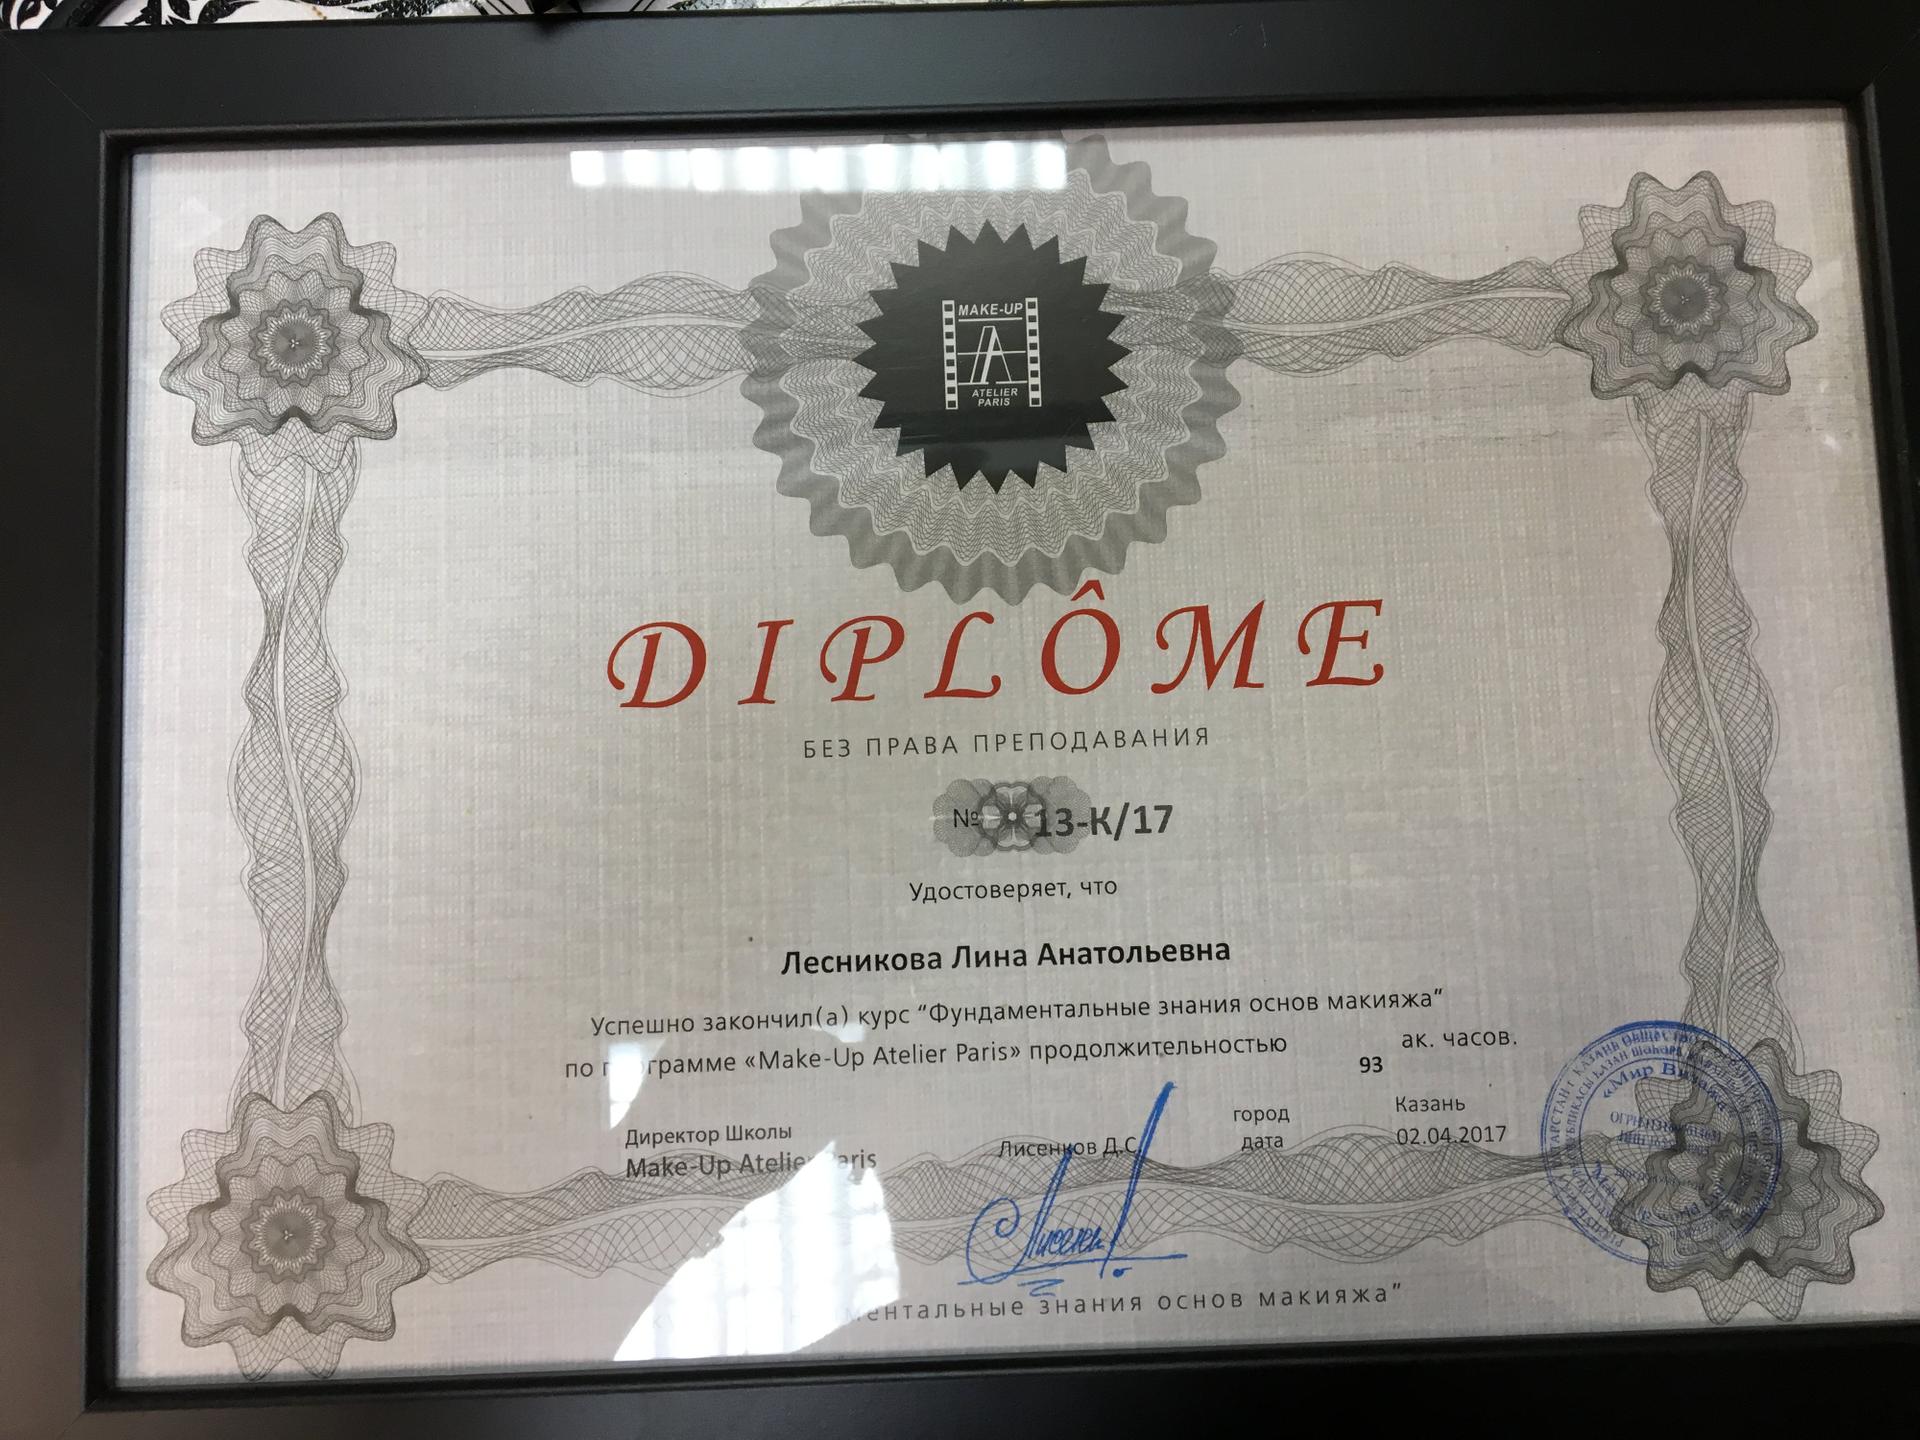 MAKE-UP
A
ATELIER
PARIS
DIPLÔME
БЕЗ ПРАВА ПРЕПОДАВАНИЯ
№ 13-К/17
Удостоверяет, что
Лесникова Лина Анатольевна
Успешно закончил(а) курс “Фундаментальные знания основ макияжа”
по программе «Make-Up Atelier Paris» продолжительностью 93 ак. часов.
Директор Школы
Make-Up Atelier Paris
Лисенков Д.С.
город Казань
дата 02.04.2017
знания основ макияжа”
«Мир Визажа»